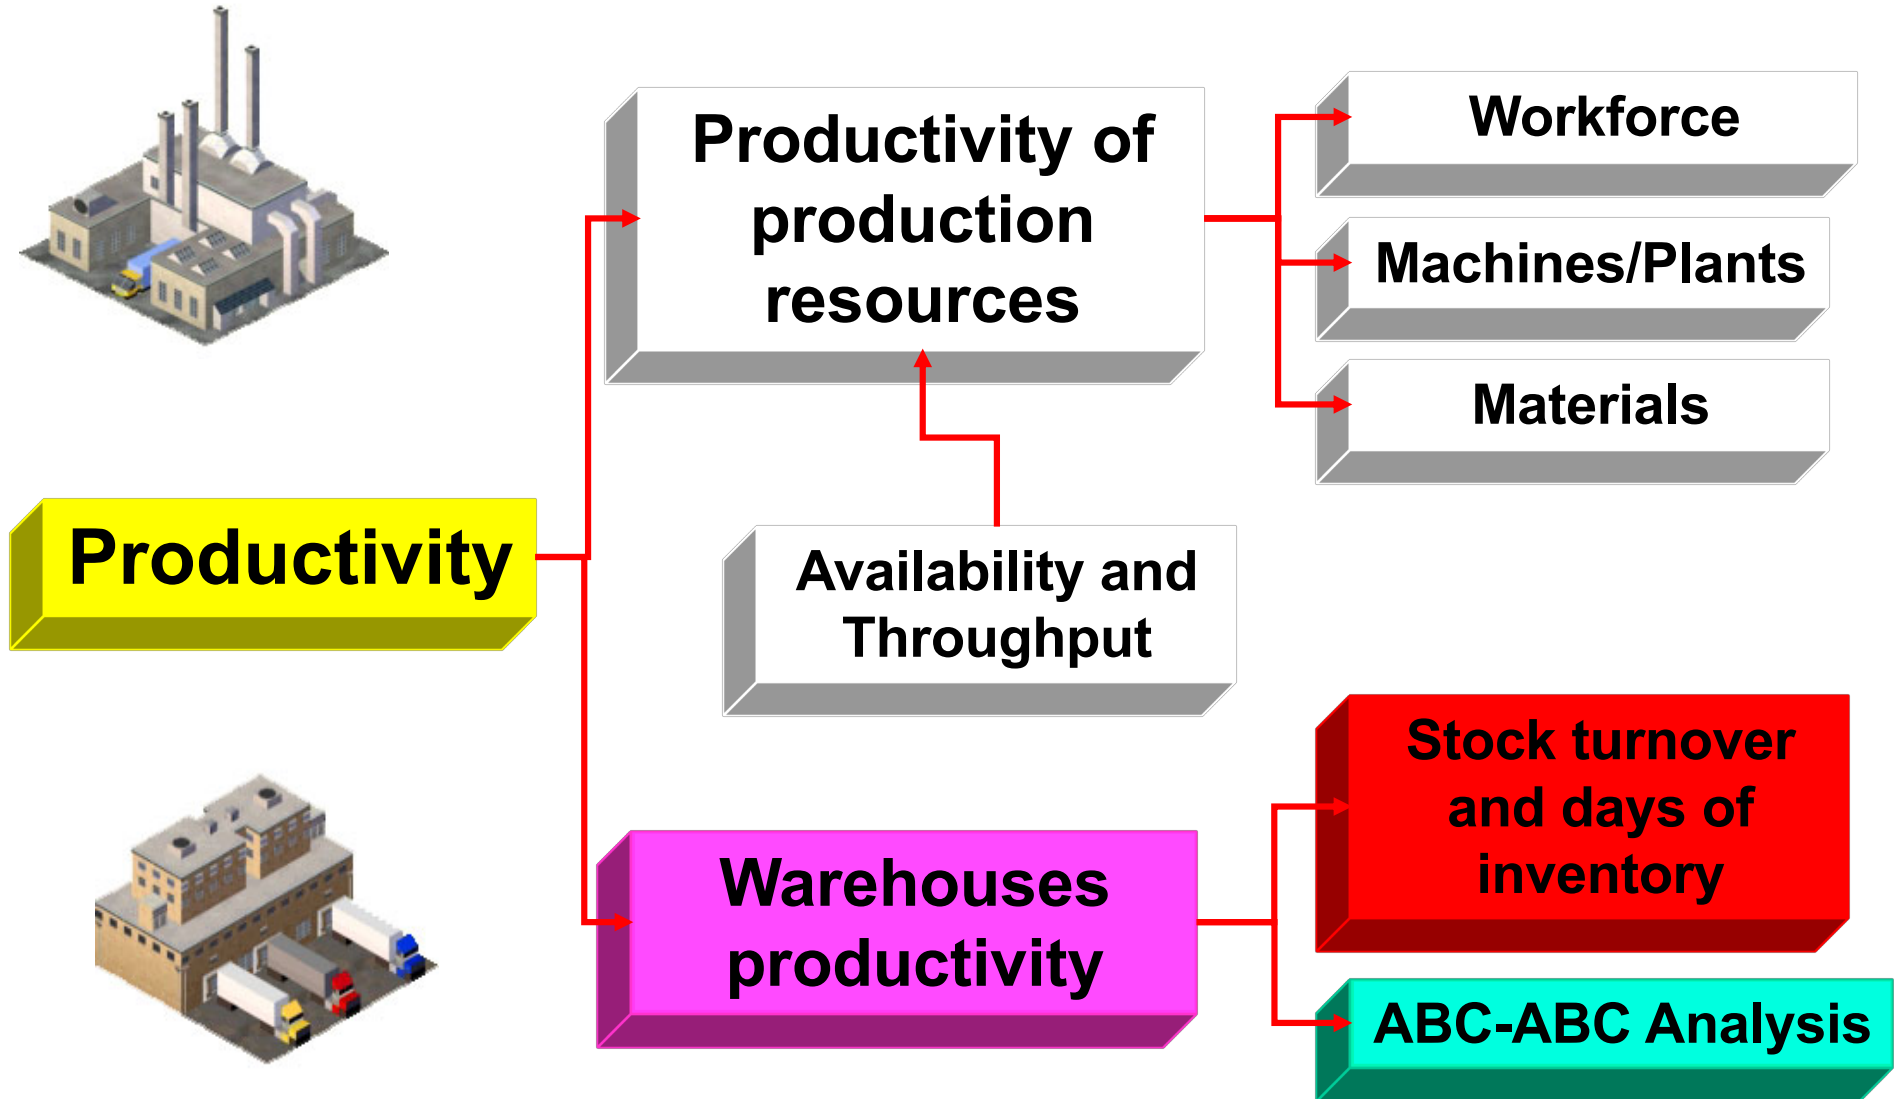 Productivity of
production
resources
Workforce
Machines/Plants
Materials
Productivity
Availability and
Throughput
Stock turnover
and days of
inventory
Warehouses
productivity
ABC-ABC Analysis